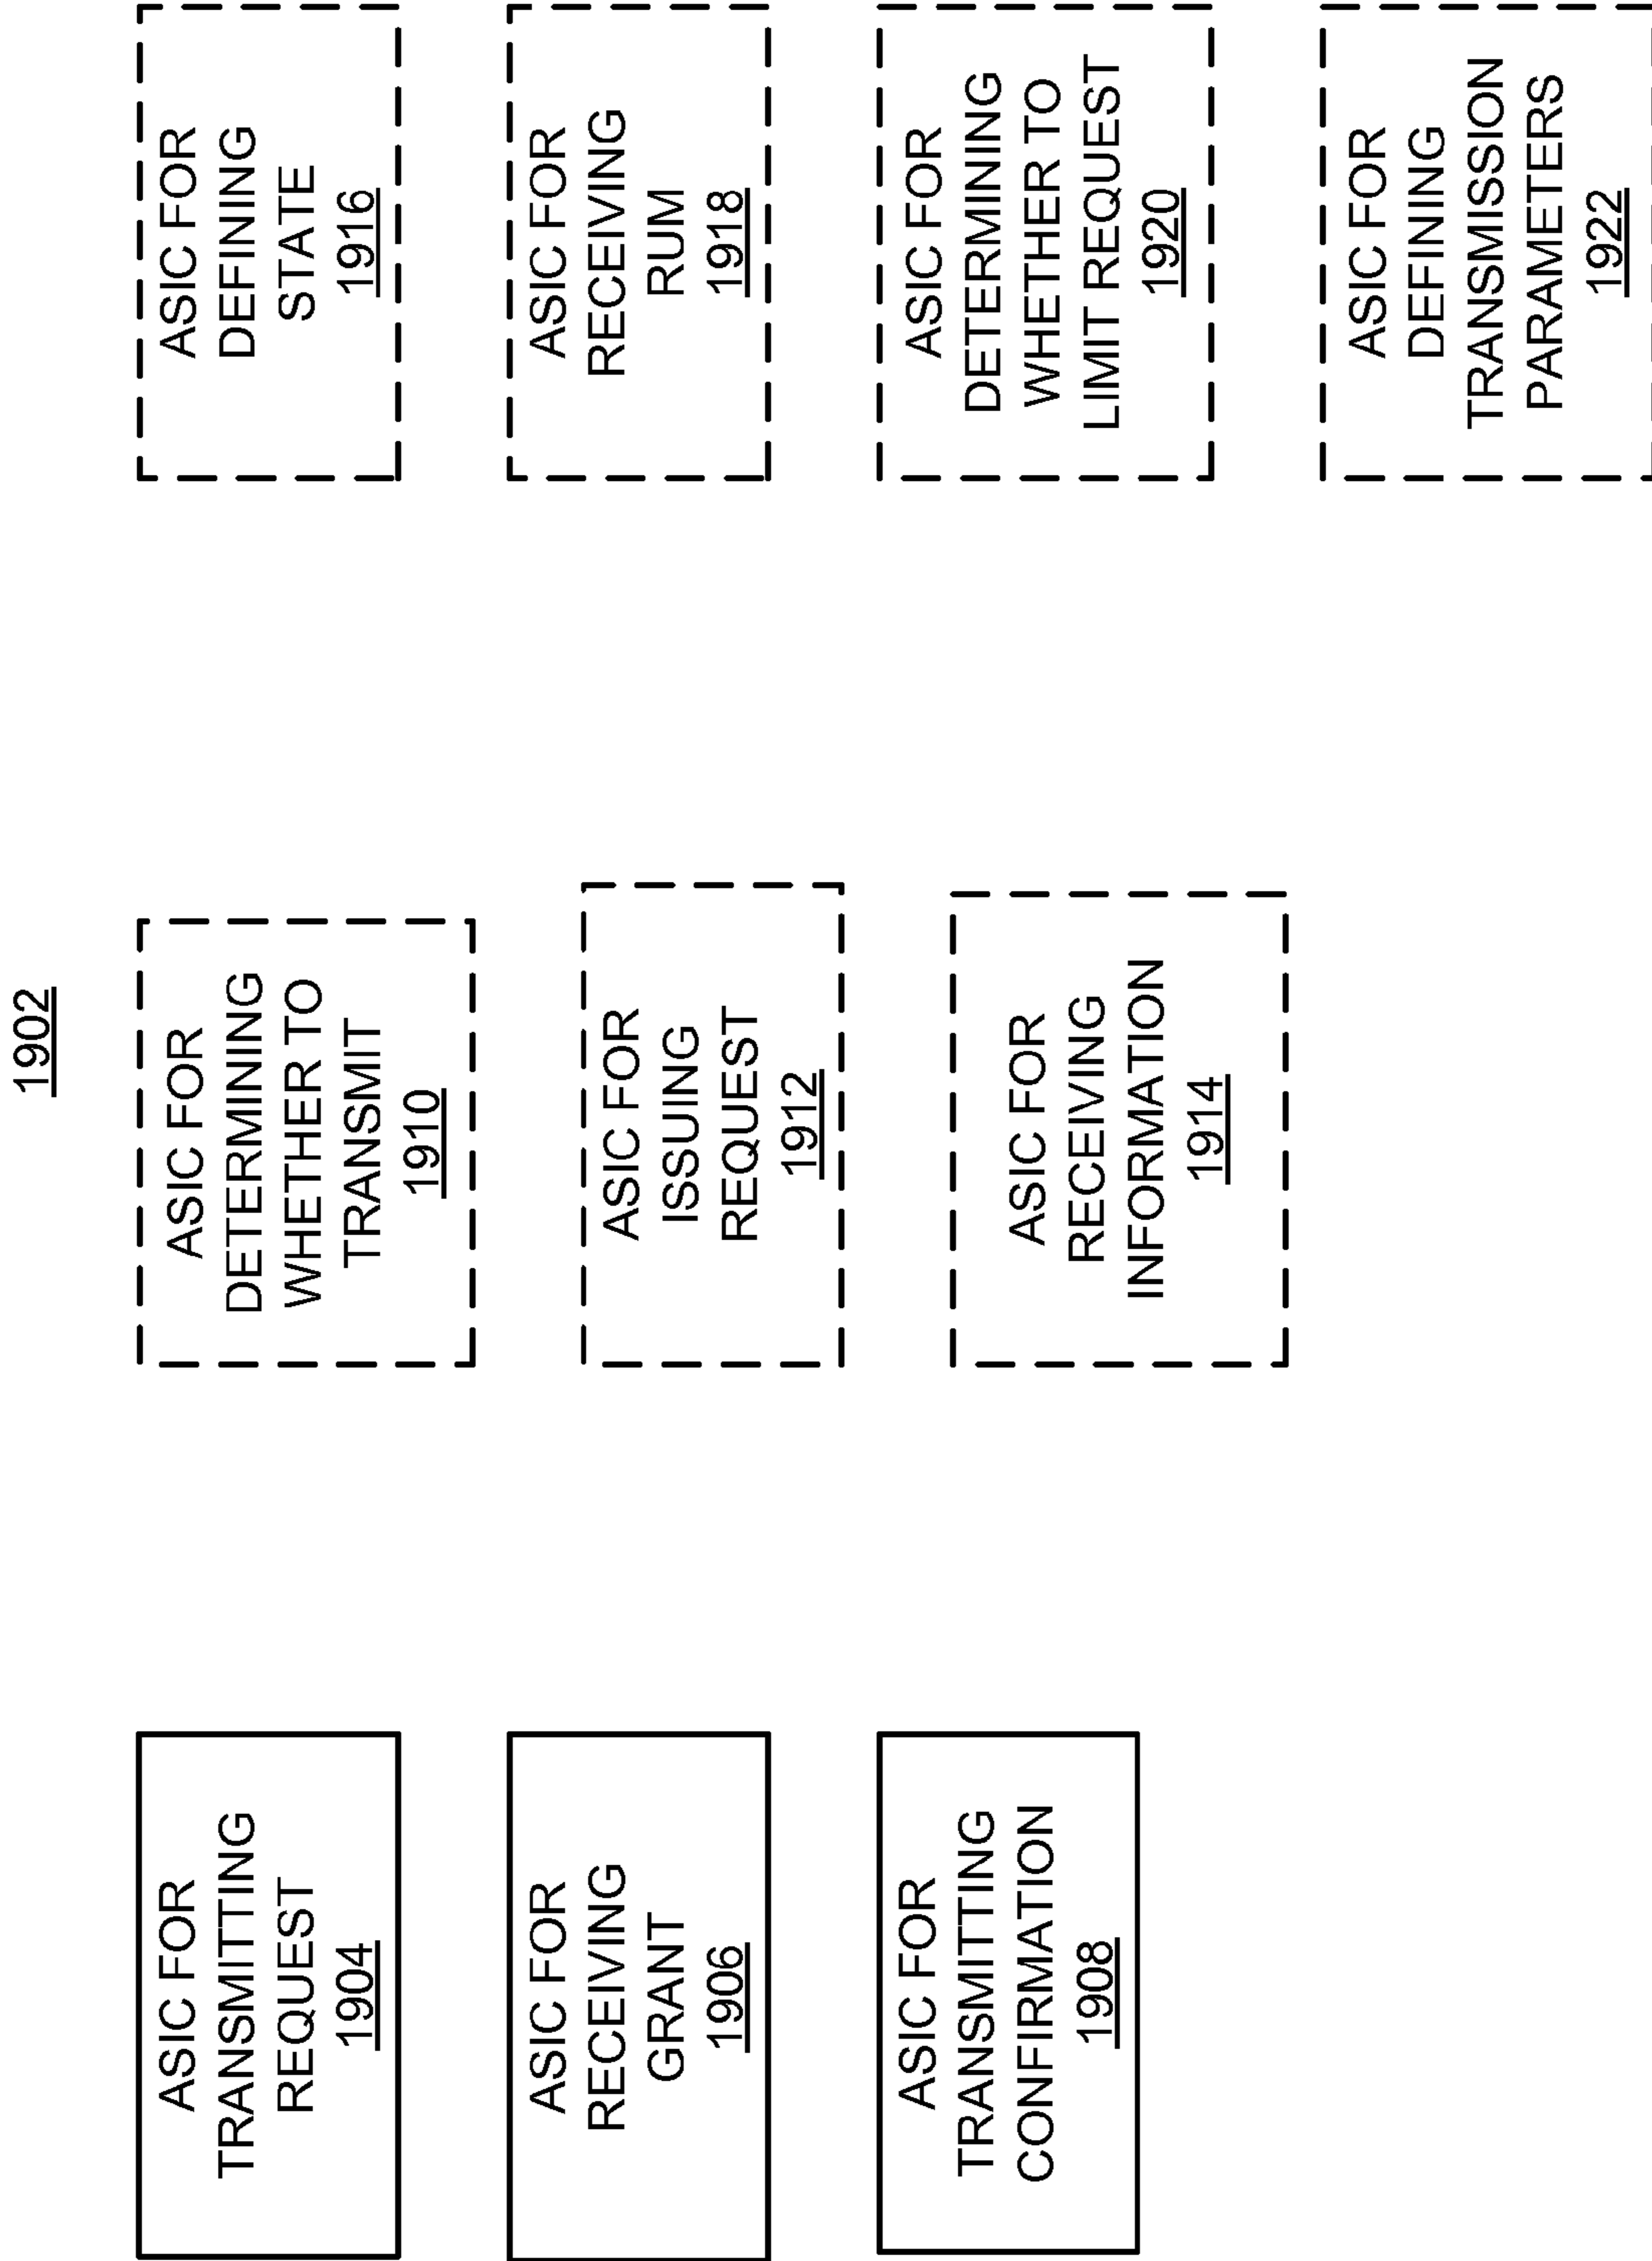 1902
ASIC FOR
TRANSMITTING
REQUEST
1904
ASIC FOR
RECEIVING
GRANT
1906
ASIC FOR
TRANSMITTING
CONFIRMATION
1908
ASIC FOR
DETERMINING
WHETHER TO
TRANSMIT
1910
ASIC FOR
ISSUING
REQUEST
1912
ASIC FOR
RECEIVING
INFORMATION
1914
ASIC FOR
DEFINING
STATE
1916
ASIC FOR
RECEIVING
RUM
1918
ASIC FOR
DETERMINING
WHETHER TO
LIMIT REQUEST
1920
ASIC FOR
DEFINING
TRANSMISSION
PARAMETERS
1922